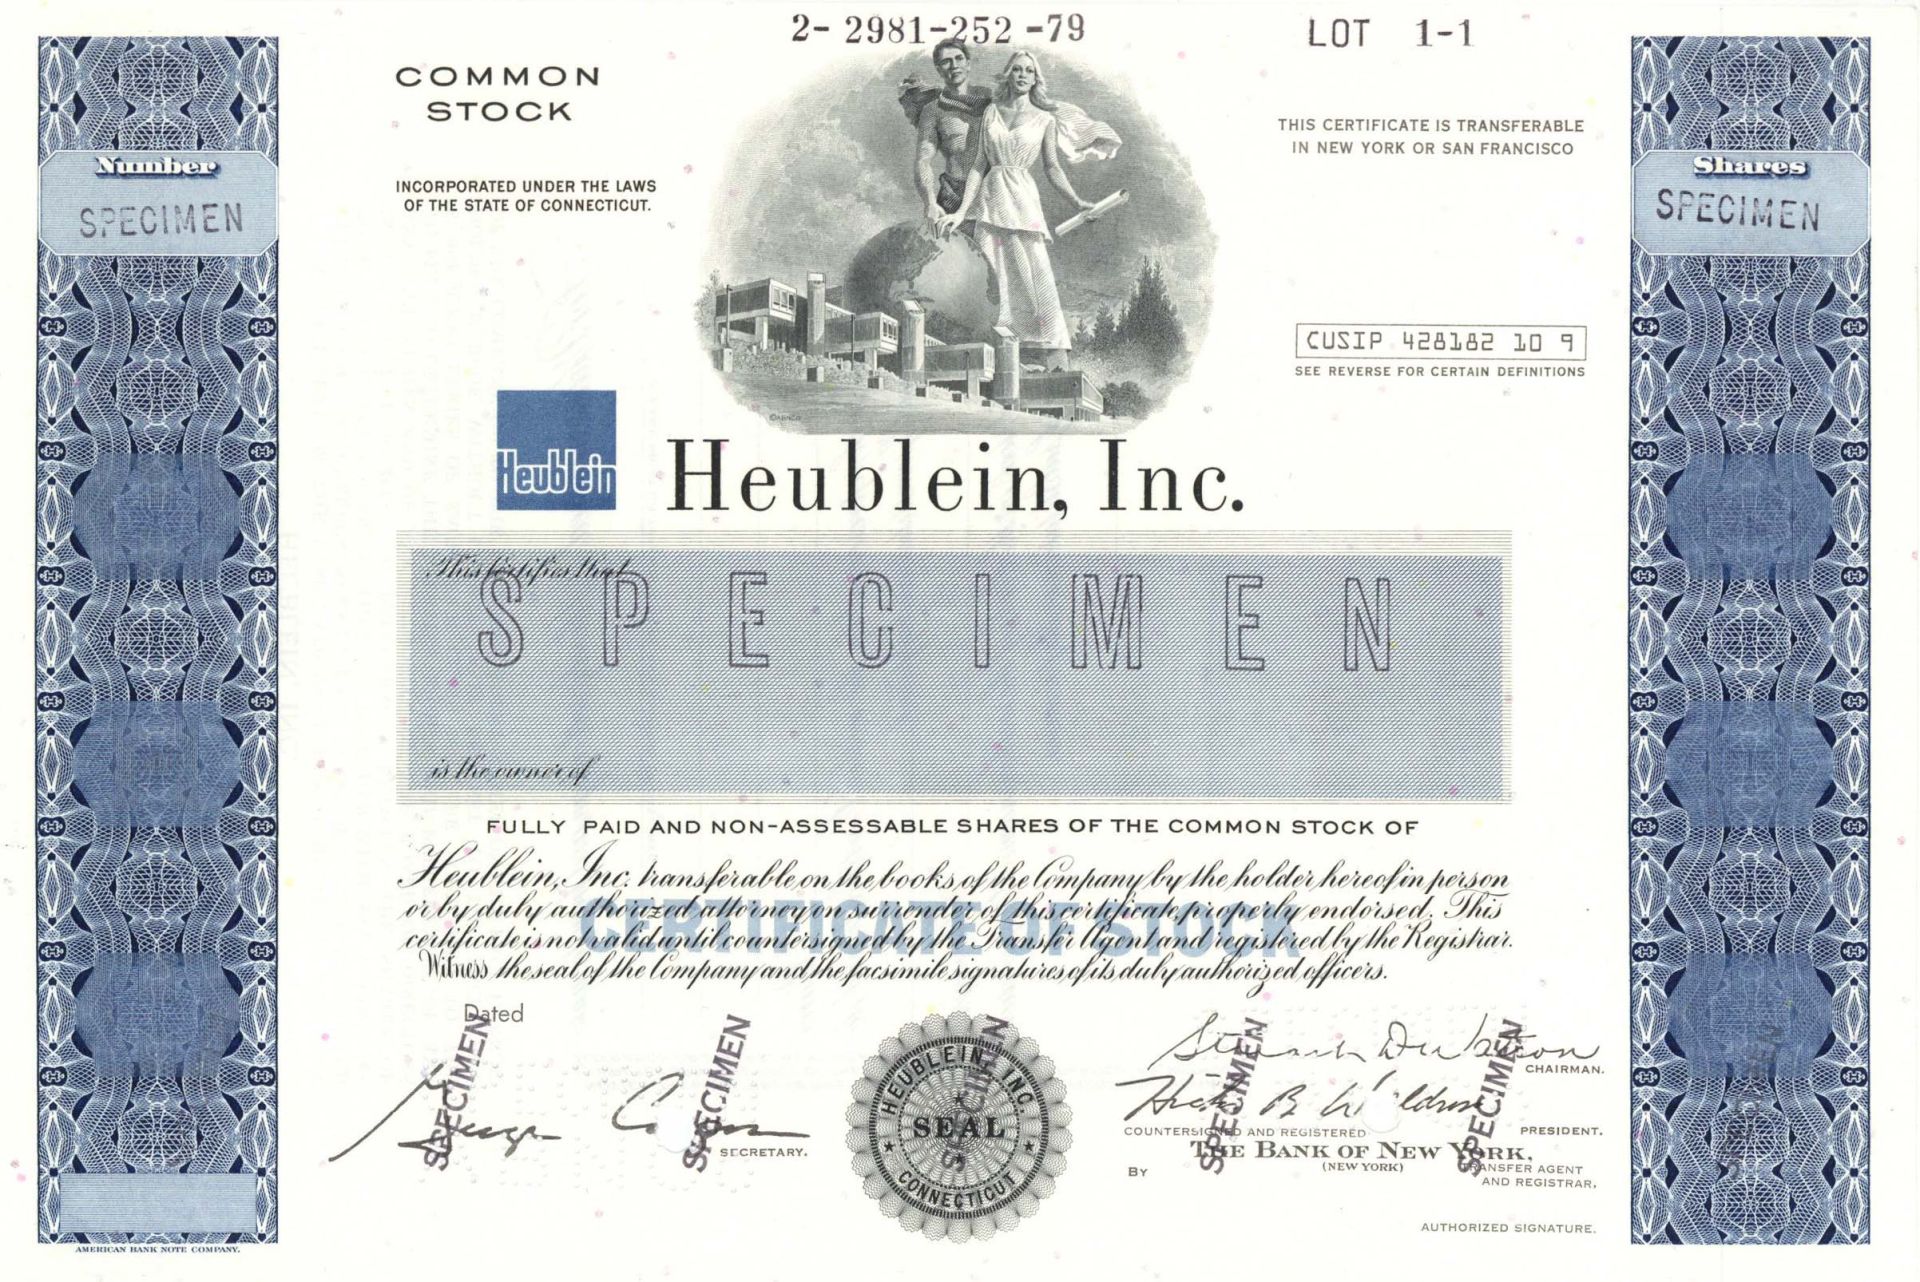 2- 2981-252 -79
LOT 1-1
COMMON
STOCK
THIS CERTIFICATE IS TRANSFERABLE
IN NEW YORK OR SAN FRANCISCO
INCORPORATED UNDER THE LAWS
OF THE STATE OF CONNECTICUT.
Number
SPECIMEN
Shares
SPECIMEN
CUSIP 428182 10 9
SEE REVERSE FOR CERTAIN DEFINITIONS
©ABNCO
Heublein
Heublein, Inc.
This Certifies that
SPECIMEN
is the owner of
FULLY PAID AND NON-ASSESSABLE SHARES OF THE COMMON STOCK OF
Heublein, Inc. transferable on the books of the Company by the holder hereof in person
or by duly authorized attorney on surrender of this certificate, properly endorsed. This
certificate is not valid until countersigned by the Transfer Agent and registered by the Registrar.
Witness the seal of the Company and the facsimile signatures of its duly authorized officers.
CERTIFICATE OF STOCK
Dated
SPECIMEN
SPECIMEN
SPECIMEN
SPECIMEN
SPECIMEN
SECRETARY.
HEUBLEIN, INC.
SEAL
CONNECTICUT
CHAIRMAN.
PRESIDENT.
COUNTERSIGNED AND REGISTERED
THE BANK OF NEW YORK,
(NEW YORK)
TRANSFER AGENT
AND REGISTRAR,
BY
AUTHORIZED SIGNATURE.
AMERICAN BANK NOTE COMPANY.